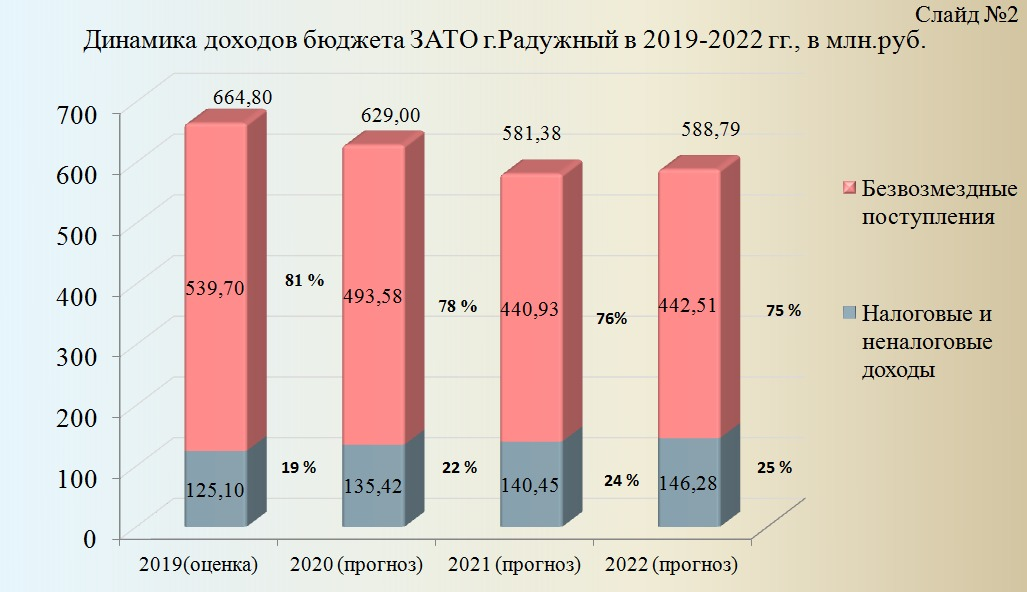 Слайд №2
Динамика доходов бюджета ЗАТО г.Радужный в 2019-2022 гг., в млн.руб.
664,80
629,00
581,38
588,79
700
600
500
400
300
200
100
0
539,70
81 %
493,58
78 %
440,93
76%
442,51
75 %
125,10
19 %
135,42
22 %
140,45
24 %
146,28
25 %
2019(оценка)
2020 (прогноз)
2021 (прогноз)
2022 (прогноз)
Безвозмездные
поступления
Налоговые и
неналоговые
доходы